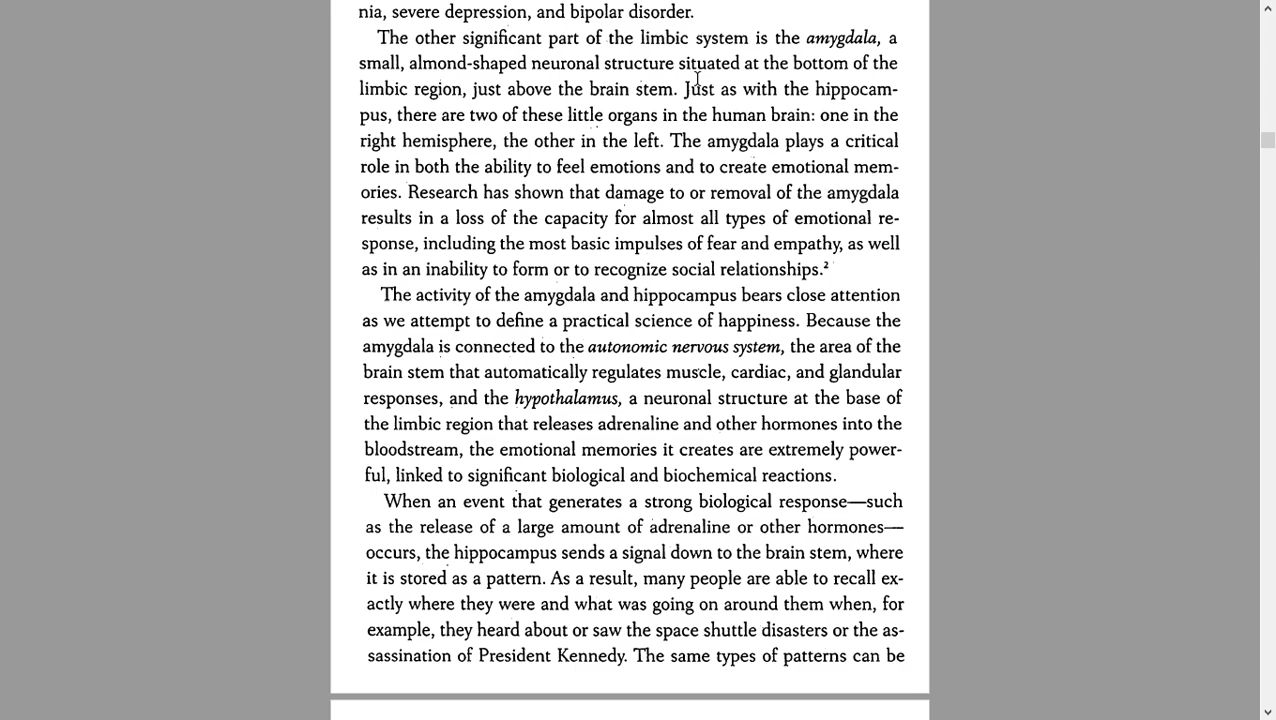 nia, severe depression, and bipolar disorder.
The other significant part of the limbic system is the amygdala, a
small, almond-shaped neuronal structure situated at the bottom of the
limbic region, just above the brain stem. Just as with the hippocam-
pus, there are two of these little organs in the human brain: one in the
right hemisphere, the other in the left. The amygdala plays a critical
role in both the ability to feel emotions and to create emotional mem-
ories. Research has shown that damage to or removal of the amygdala
results in a loss of the capacity for almost all types of emotional re-
sponse, including the most basic impulses of fear and empathy, as well
as in an inability to form or to recognize social relationships.²
The activity of the amygdala and hippocampus bears close attention
as we attempt to define a practical science of happiness. Because the
amygdala is connected to the autonomic nervous system, the area of the
brain stem that automatically regulates muscle, cardiac, and glandular
responses, and the hypothalamus, a neuronal structure at the base of
the limbic region that releases adrenaline and other hormones into the
bloodstream, the emotional memories it creates are extremely power-
ful, linked to significant biological and biochemical reactions.
When an event that generates a strong biological response—such
as the release of a large amount of adrenaline or other hormones—
occurs, the hippocampus sends a signal down to the brain stem, where
it is stored as a pattern. As a result, many people are able to recall ex-
actly where they were and what was going on around them when, for
example, they heard about or saw the space shuttle disasters or the as-
sassination of President Kennedy. The same types of patterns can be